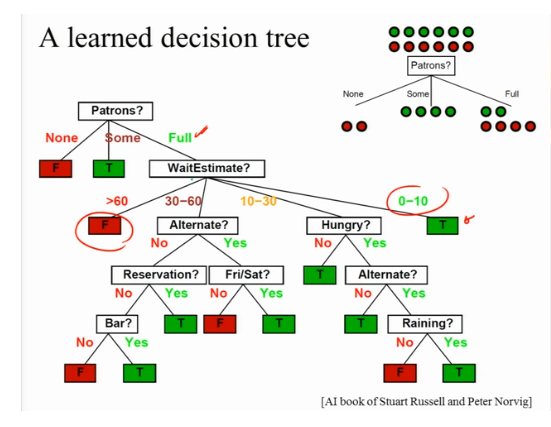 A learned decision tree
Patrons?
None Some Full
Patrons?
None Some Full
F T WaitEstimate?
>60 30−60 10−30 0−10
F Alternate? Hungry? T
No Yes No Yes
Reservation? Fri/Sat? T Alternate?
No Yes No Yes No Yes
Bar? T F T T Raining?
No Yes No Yes
F T F T
[AI book of Stuart Russell and Peter Norvig]